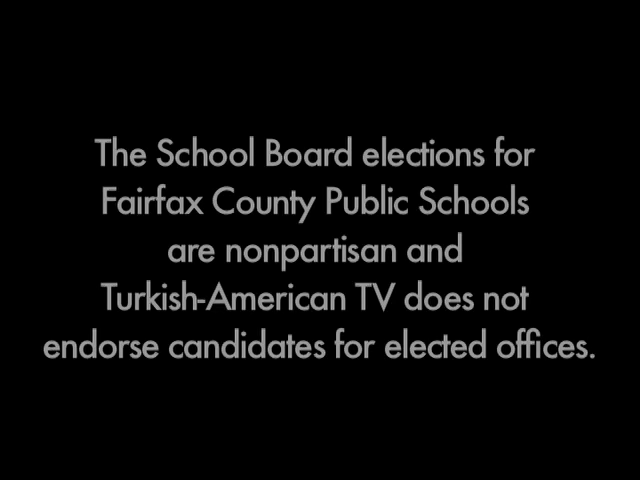 The School Board elections for
Fairfax County Public Schools
are nonpartisan and
Turkish-American TV does not
endorse candidates for elected offices.